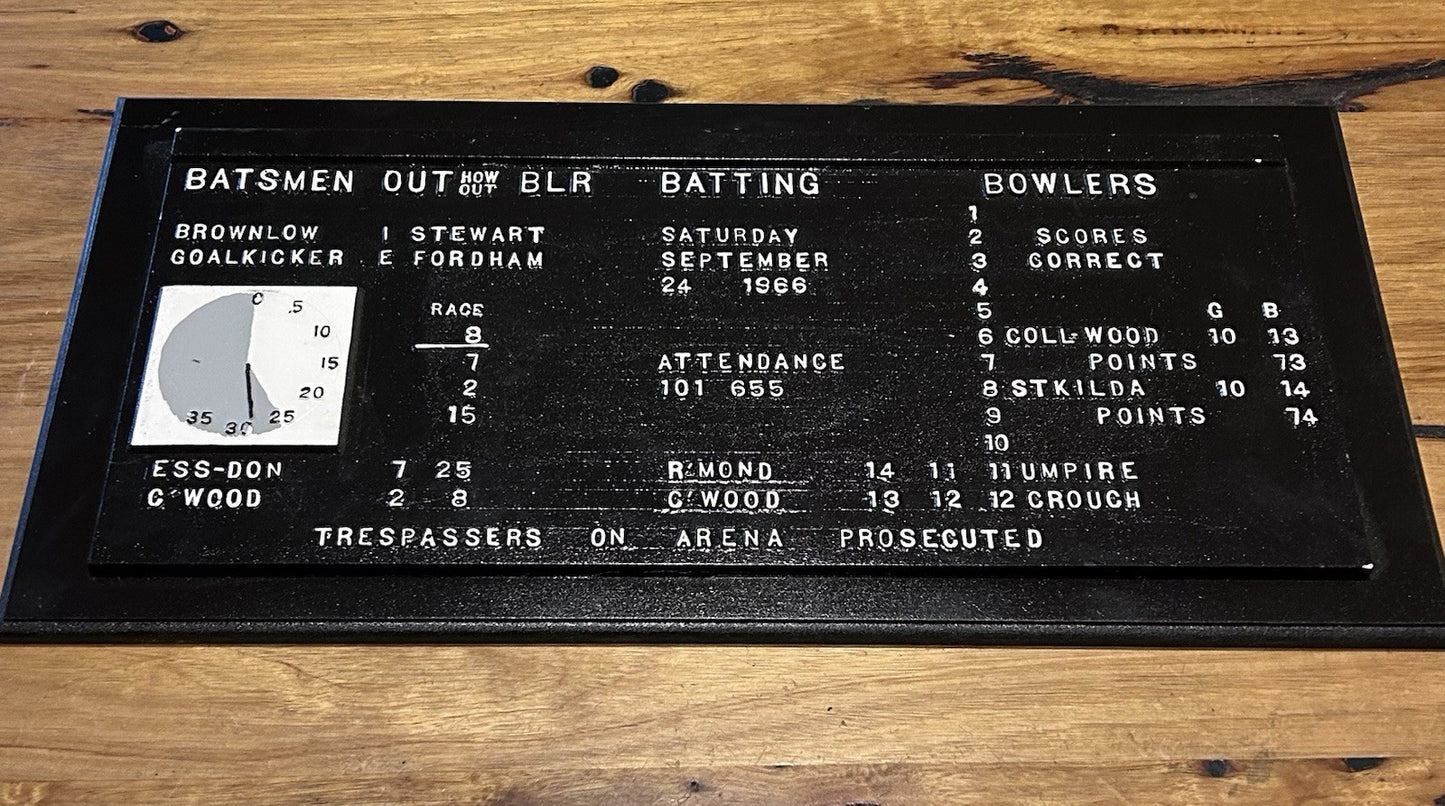 BATSMEN OUT HOW OUT BLR BATTING BOWLERS
1
BROWNLOW I STEWART SATURDAY 2 SCORES
GOALKICKER E FORDHAM SEPTEMBER 3 CORRECT
24 1966 4
0 .5 RACE 5 G B
10 8 6 COLL-WOOD 10 13
15 7 ATTENDANCE 7 POINTS 73
20 2 101 655 8 ST KILDA 10 14
35 30 25 15 9 POINTS 74
10
ESS-DON 7 25 R'MOND 14 11 11 UMPIRE
C'WOOD 2 8 C'WOOD 13 12 12 CROUCH
TRESPASSERS ON ARENA PROSECUTED